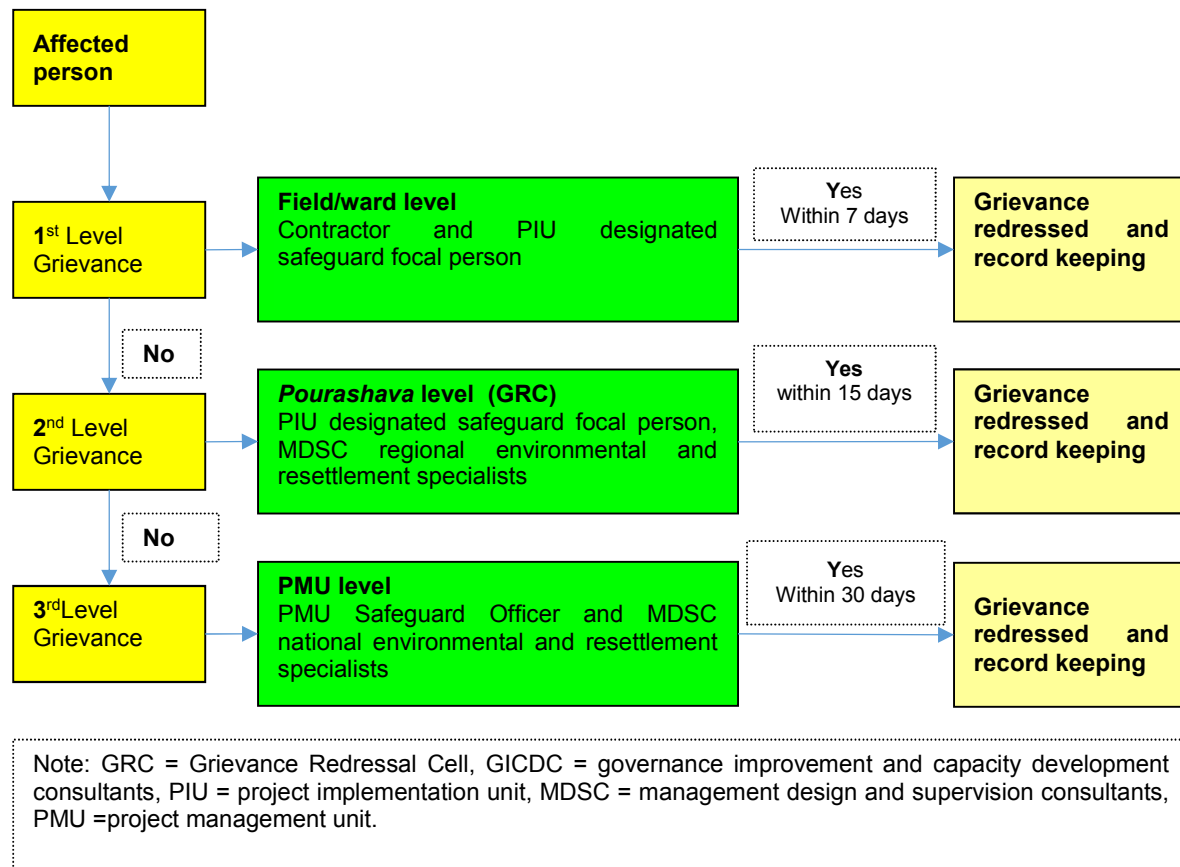 Affected
person
1st Level
Grievance
Field/ward level
Contractor and PIU designated
safeguard focal person
Yes
Within 7 days
Grievance
redressed and
record keeping
No
2nd Level
Grievance
Pourashava level (GRC)
PIU designated safeguard focal person,
MDSC regional environmental and
resettlement specialists
Yes
within 15 days
Grievance
redressed and
record keeping
No
3rdLevel
Grievance
PMU level
PMU Safeguard Officer and MDSC
national environmental and resettlement
specialists
Yes
Within 30 days
Grievance
redressed and
record keeping
Note: GRC = Grievance Redressal Cell, GICDC = governance improvement and capacity development
consultants, PIU = project implementation unit, MDSC = management design and supervision consultants,
PMU =project management unit.